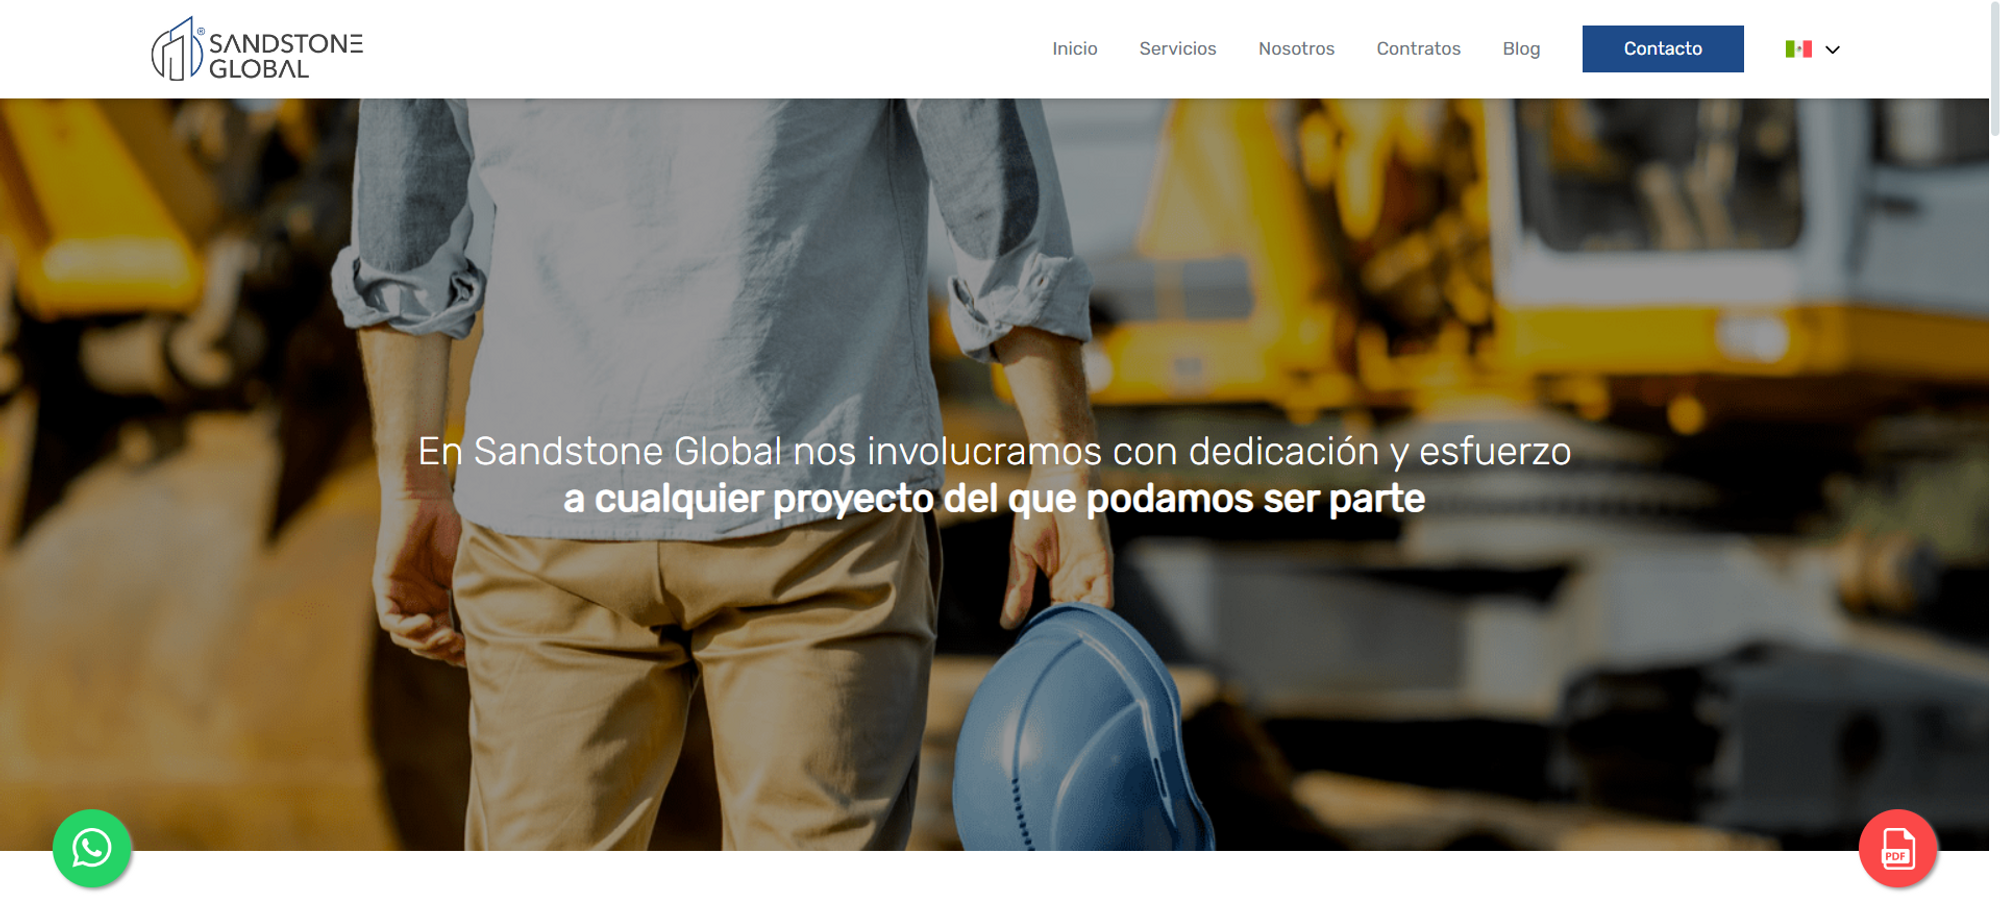 SANDSTONE
GLOBAL
®
Inicio
Servicios
Nosotros
Contratos
Blog
Contacto
En Sandstone Global nos involucramos con dedicación y esfuerzo
a cualquier proyecto del que podamos ser parte
PDF